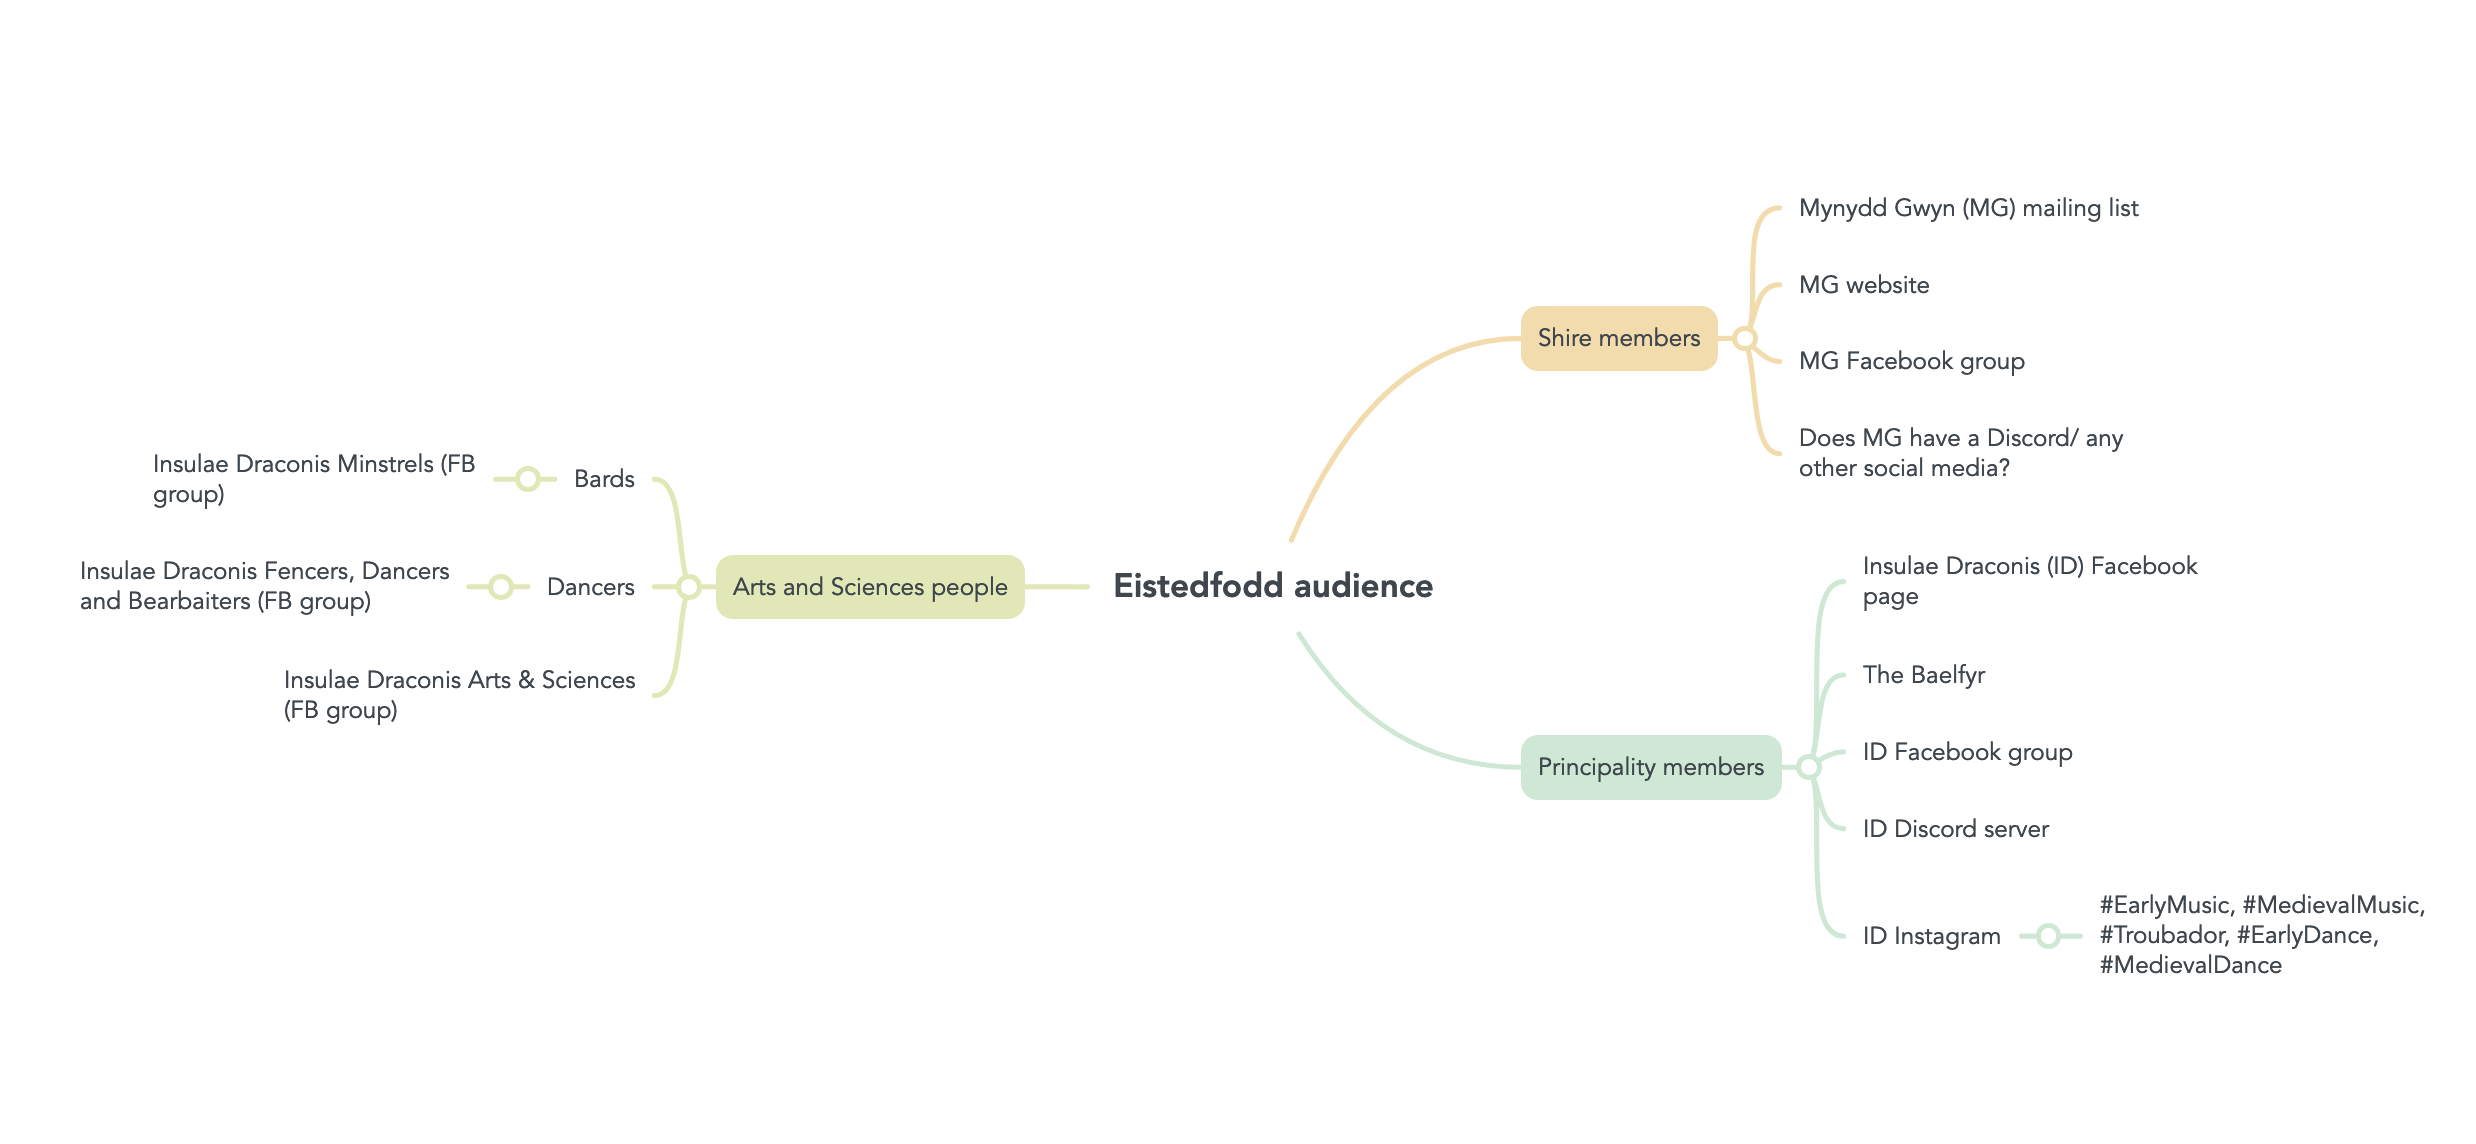 Eistedfodd audience
Shire members
Mynydd Gwyn (MG) mailing list
MG website
MG Facebook group
Does MG have a Discord/ any
other social media?
Principality members
Insulae Draconis (ID) Facebook
page
The Baelfyr
ID Facebook group
ID Discord server
ID Instagram
#EarlyMusic, #MedievalMusic,
#Troubador, #EarlyDance,
#MedievalDance
Arts and Sciences people
Bards
Insulae Draconis Minstrels (FB
group)
Dancers
Insulae Draconis Fencers, Dancers
and Bearbaiters (FB group)
Insulae Draconis Arts & Sciences
(FB group)